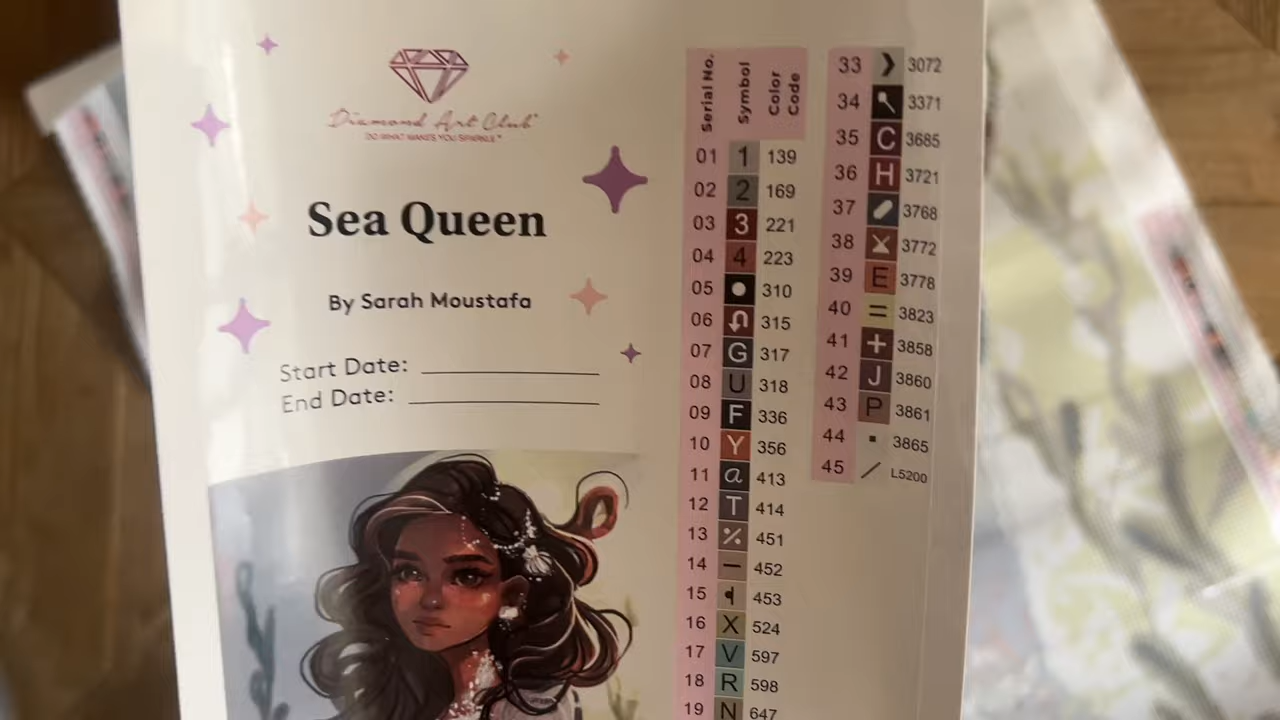 Diamond Art Club
DO WHAT MAKES YOU SPARKLE™
Sea Queen
By Sarah Moustafa
Start Date:
End Date:
Serial No. Symbol Color Code
01 1 139
02 2 169
03 3 221
04 4 223
05 310
06 315
07 G 317
08 U 318
09 F 336
10 Y 356
11 a 413
12 T 414
13 ٪ 451
14 — 452
15 453
16 X 524
17 V 597
18 R 598
19 N 647
33 3072
34 3371
35 C 3685
36 H 3721
37 3768
38 3772
39 E 3778
40 = 3823
41 + 3858
42 J 3860
43 P 3861
44 3865
45 / L5200